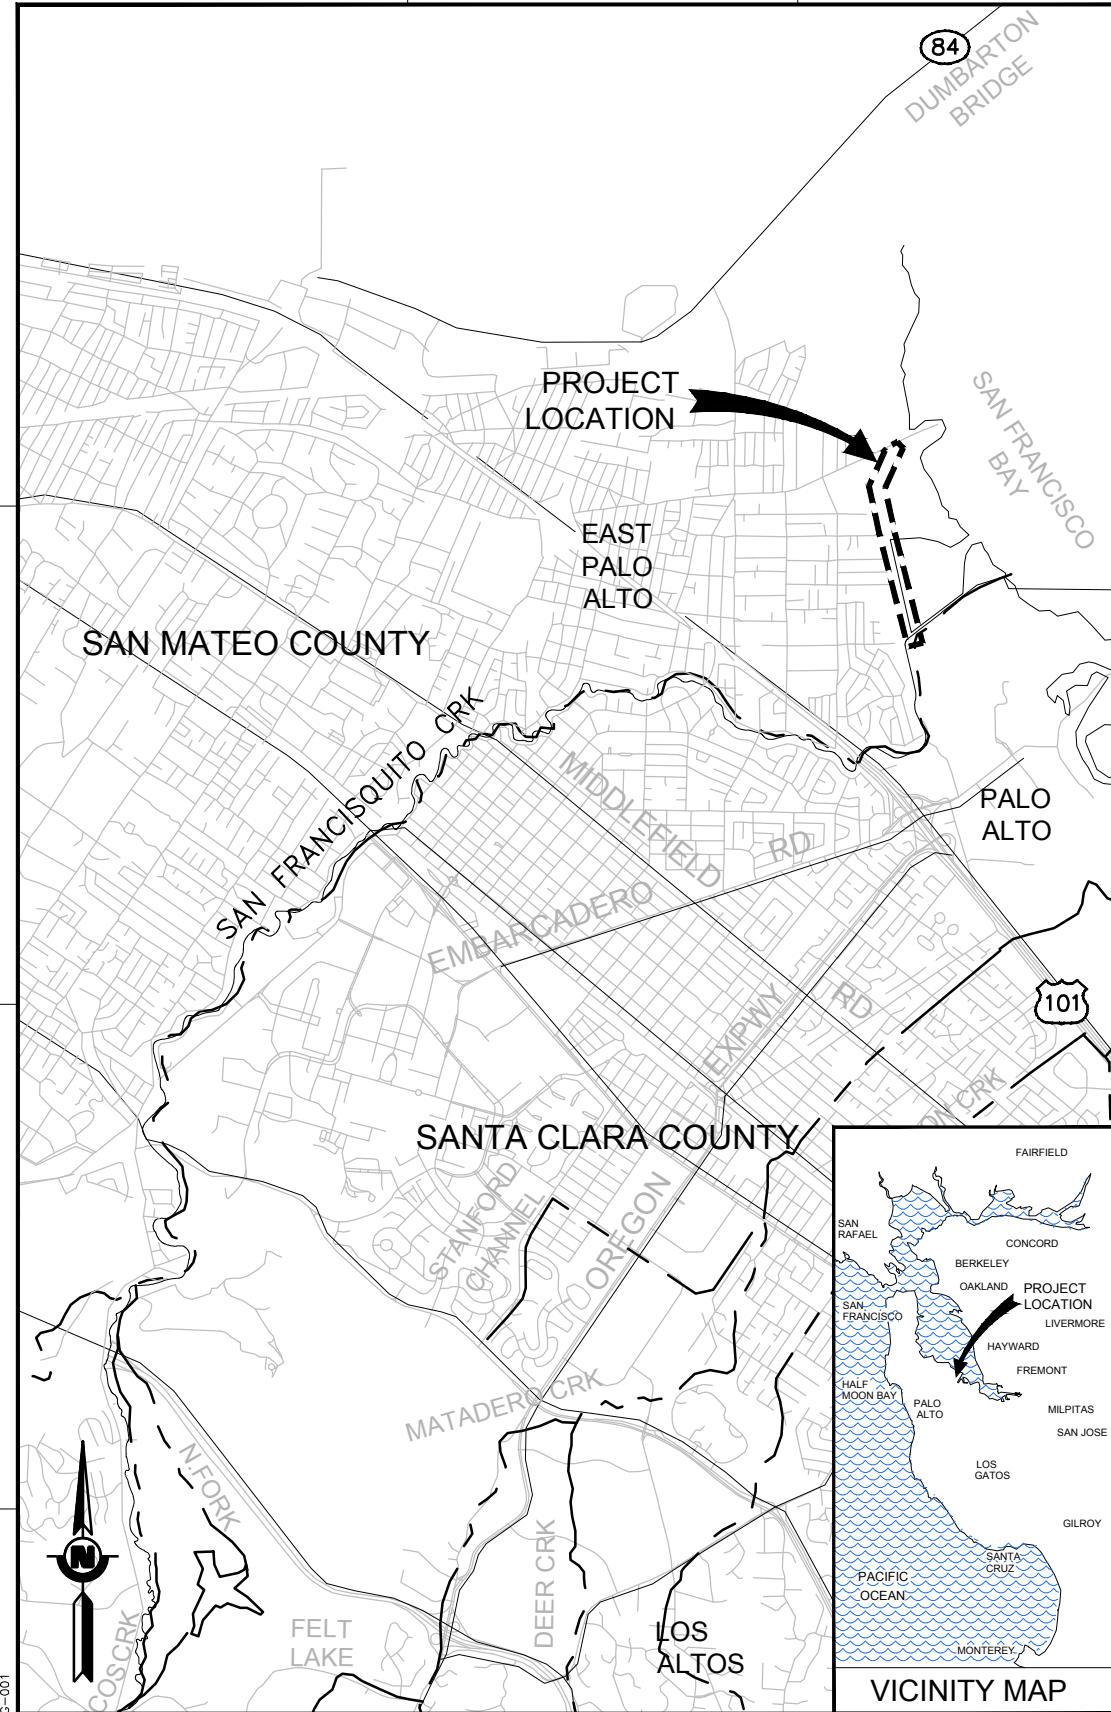 84
DUMBARTON
BRIDGE
PROJECT
LOCATION
SAN FRANCISCO
BAY
EAST
PALO
ALTO
SAN MATEO COUNTY
SAN FRANCISQUITO CRK
MIDDLEFIELD
RD
PALO
ALTO
EMBARCADERO
RD
101
EXPWY
OREGON
SANTA CLARA COUNTY
STANFORD
CHANNEL
MATADERO CRK
N.FORK
DEER CRK
FELT
LAKE
LOS
ALTOS
N
FAIRFIELD
SAN
RAFAEL
CONCORD
BERKELEY
OAKLAND
PROJECT
LOCATION
SAN
FRANCISCO
LIVERMORE
HAYWARD
FREMONT
HALF
MOON BAY
PALO
ALTO
MILPITAS
SAN JOSE
LOS
GATOS
GILROY
SANTA
CRUZ
PACIFIC
OCEAN
MONTEREY
VICINITY MAP